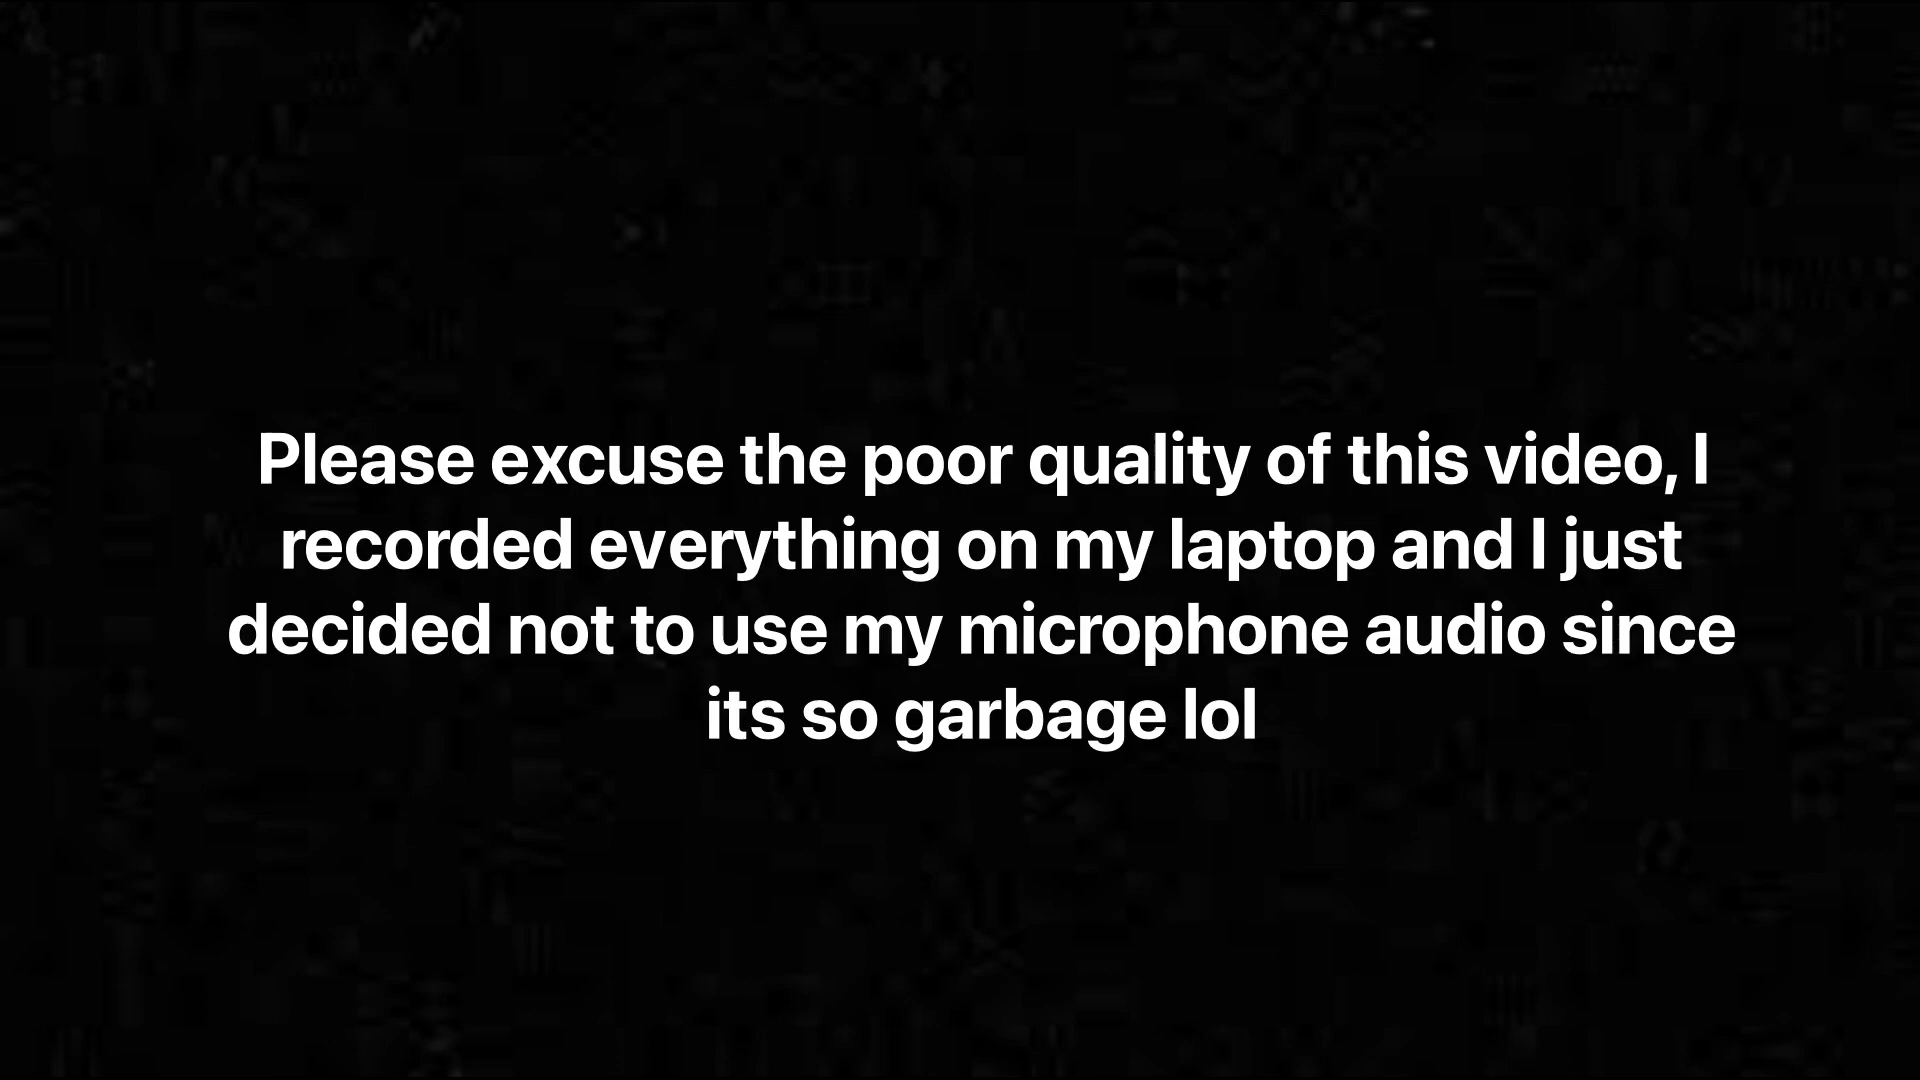 Please excuse the poor quality of this video, I
recorded everything on my laptop and I just
decided not to use my microphone audio since
its so garbage lol